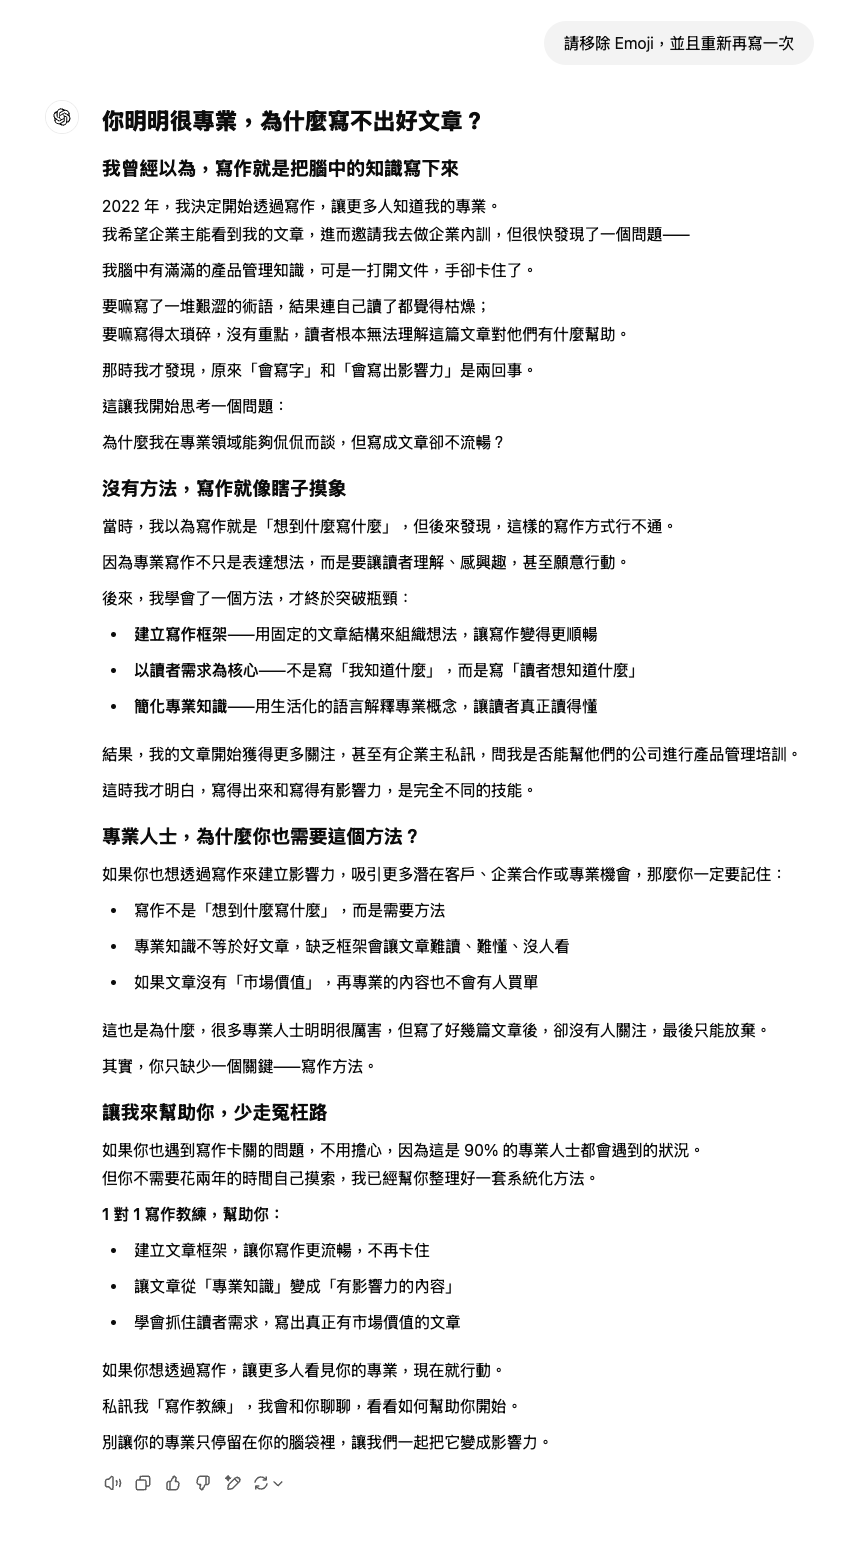 請移除 Emoji，並且重新再寫一次
你明明很專業，為什麼寫不出好文章？
我曾經以為，寫作就是把腦中的知識寫下來
2022 年，我決定開始透過寫作，讓更多人知道我的專業。
我希望企業主能看到我的文章，進而邀請我去做企業內訓，但很快發現了一個問題——
我腦中有滿滿的產品管理知識，可是一打開文件，手卻卡住了。
要嘛寫了一堆艱澀的術語，結果連自己讀了都覺得枯燥；
要嘛寫得太瑣碎，沒有重點，讀者根本無法理解這篇文章對他們有什麼幫助。
那時我才發現，原來「會寫字」和「會寫出影響力」是兩回事。
這讓我開始思考一個問題：
為什麼我在專業領域能夠侃侃而談，但寫成文章卻不流暢？
沒有方法，寫作就像瞎子摸象
當時，我以為寫作就是「想到什麼寫什麼」，但後來發現，這樣的寫作方式行不通。
因為專業寫作不只是表達想法，而是要讓讀者理解、感興趣，甚至願意行動。
後來，我學會了一個方法，才終於突破瓶頸：
• 建立寫作框架——用固定的文章結構來組織想法，讓寫作變得更順暢
• 以讀者需求為核心——不是寫「我知道什麼」，而是寫「讀者想知道什麼」
• 簡化專業知識——用生活化的語言解釋專業概念，讓讀者真正讀得懂
結果，我的文章開始獲得更多關注，甚至有企業主私訊，問我是否能幫他們的公司進行產品管理培訓。
這時我才明白，寫得出來和寫得有影響力，是完全不同的技能。
專業人士，為什麼你也需要這個方法？
如果你也想透過寫作來建立影響力，吸引更多潛在客戶、企業合作或專業機會，那麼你一定要記住：
• 寫作不是「想到什麼寫什麼」，而是需要方法
• 專業知識不等於好文章，缺乏框架會讓文章難讀、難懂、沒人看
• 如果文章沒有「市場價值」，再專業的內容也不會有人買單
這也是為什麼，很多專業人士明明很厲害，但寫了好幾篇文章後，卻沒有人關注，最後只能放棄。
其實，你只缺少一個關鍵——寫作方法。
讓我來幫助你，少走冤枉路
如果你也遇到寫作卡關的問題，不用擔心，因為這是 90% 的專業人士都會遇到的狀況。
但你不需要花兩年的時間自己摸索，我已經幫你整理好一套系統化方法。
1 對 1 寫作教練，幫助你：
• 建立文章框架，讓你寫作更流暢，不再卡住
• 讓文章從「專業知識」變成「有影響力的內容」
• 學會抓住讀者需求，寫出真正有市場價值的文章
如果你想透過寫作，讓更多人看見你的專業，現在就行動。
私訊我「寫作教練」，我會和你聊聊，看看如何幫助你開始。
別讓你的專業只停留在你的腦袋裡，讓我們一起把它變成影響力。